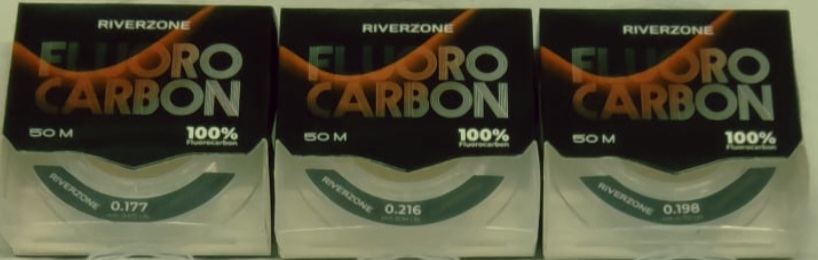 RIVERZONE
FLUORO
CARBON
50 M
100%
Fluorocarbon
RIVERZONE 0.177
RIVERZONE
FLUORO
CARBON
50 M
100%
Fluorocarbon
RIVERZONE 0.216
RIVERZONE
FLUORO
CARBON
50 M
100%
Fluorocarbon
RIVERZONE 0.198